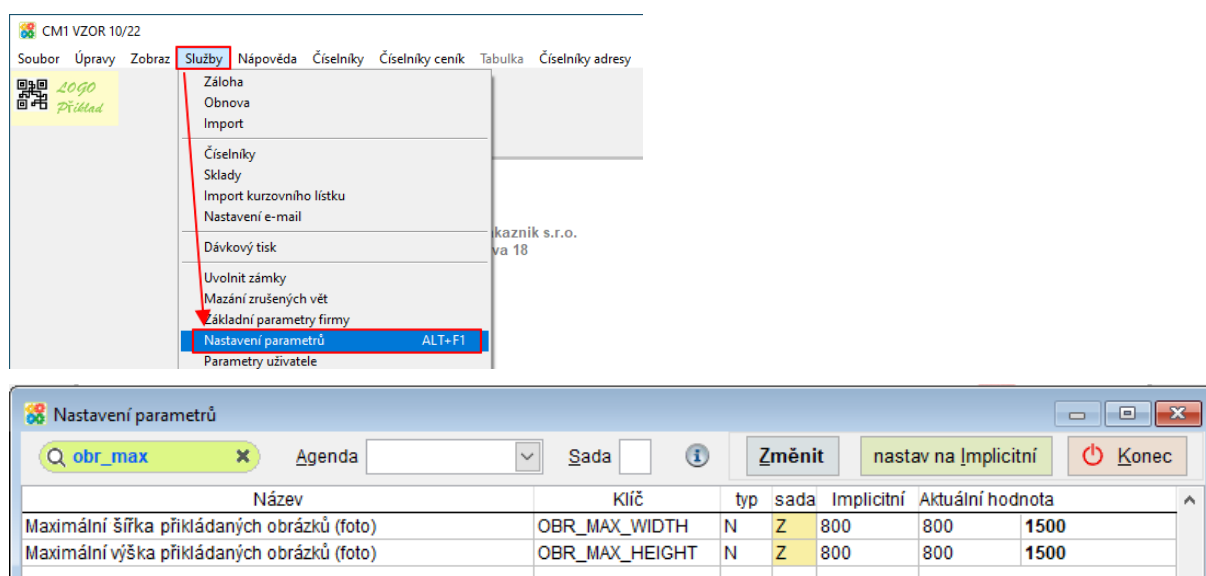 CM1 VZOR 10/22
Soubor Úpravy Zobraz Služby Nápověda Číselníky Číselníky ceník Tabulka Číselníky adresy
LOGO
Příklad
Záloha
Obnova
Import
Číselníky
Sklady
Import kurzovního lístku
Nastavení e-mail
kaznik s.r.o.
Dávkový tisk
va 18
Uvolnit zámky
Mazání zrušených vět
Základní parametry firmy
Nastavení parametrů ALT+F1
Parametry uživatele
Nastavení parametrů
obr_max Agenda Sada Změnit nastav na Implicitní Konec
Název Klíč typ sada Implicitní Aktuální hodnota
Maximální šířka přikládaných obrázků (foto) OBR_MAX_WIDTH N Z 800 800 1500
Maximální výška přikládaných obrázků (foto) OBR_MAX_HEIGHT N Z 800 800 1500